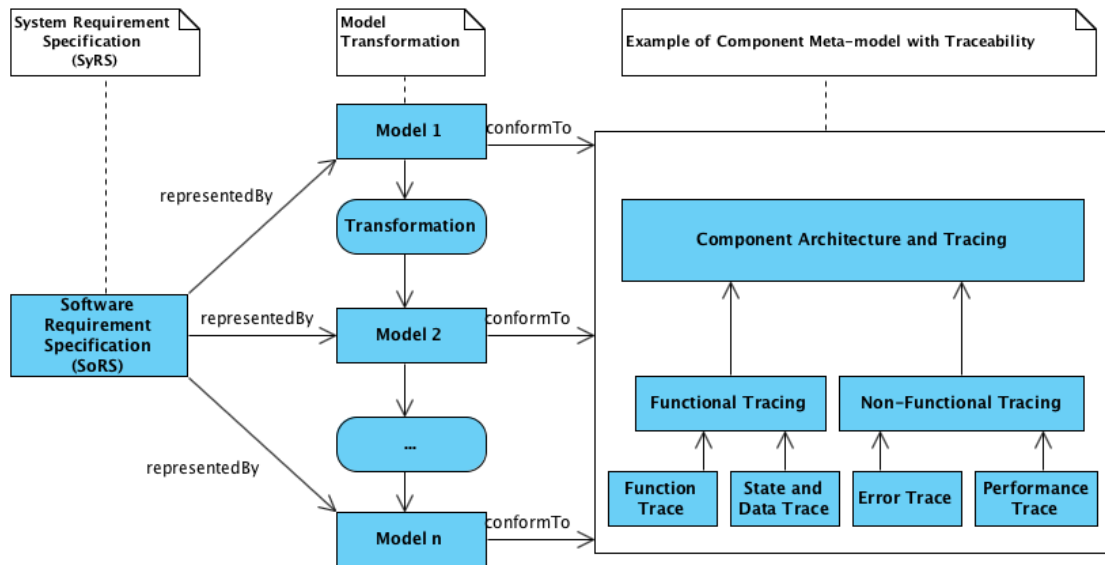 System Requirement
Specification
(SyRS)
Model
Transformation
Example of Component Meta-model with Traceability
Model 1
conformTo
representedBy
Transformation
Component Architecture and Tracing
Software
Requirement
Specification
(SoRS)
representedBy
Model 2
conformTo
Functional Tracing
Non-Functional Tracing
...
representedBy
Function
Trace
State and
Data Trace
Error Trace
Performance
Trace
Model n
conformTo